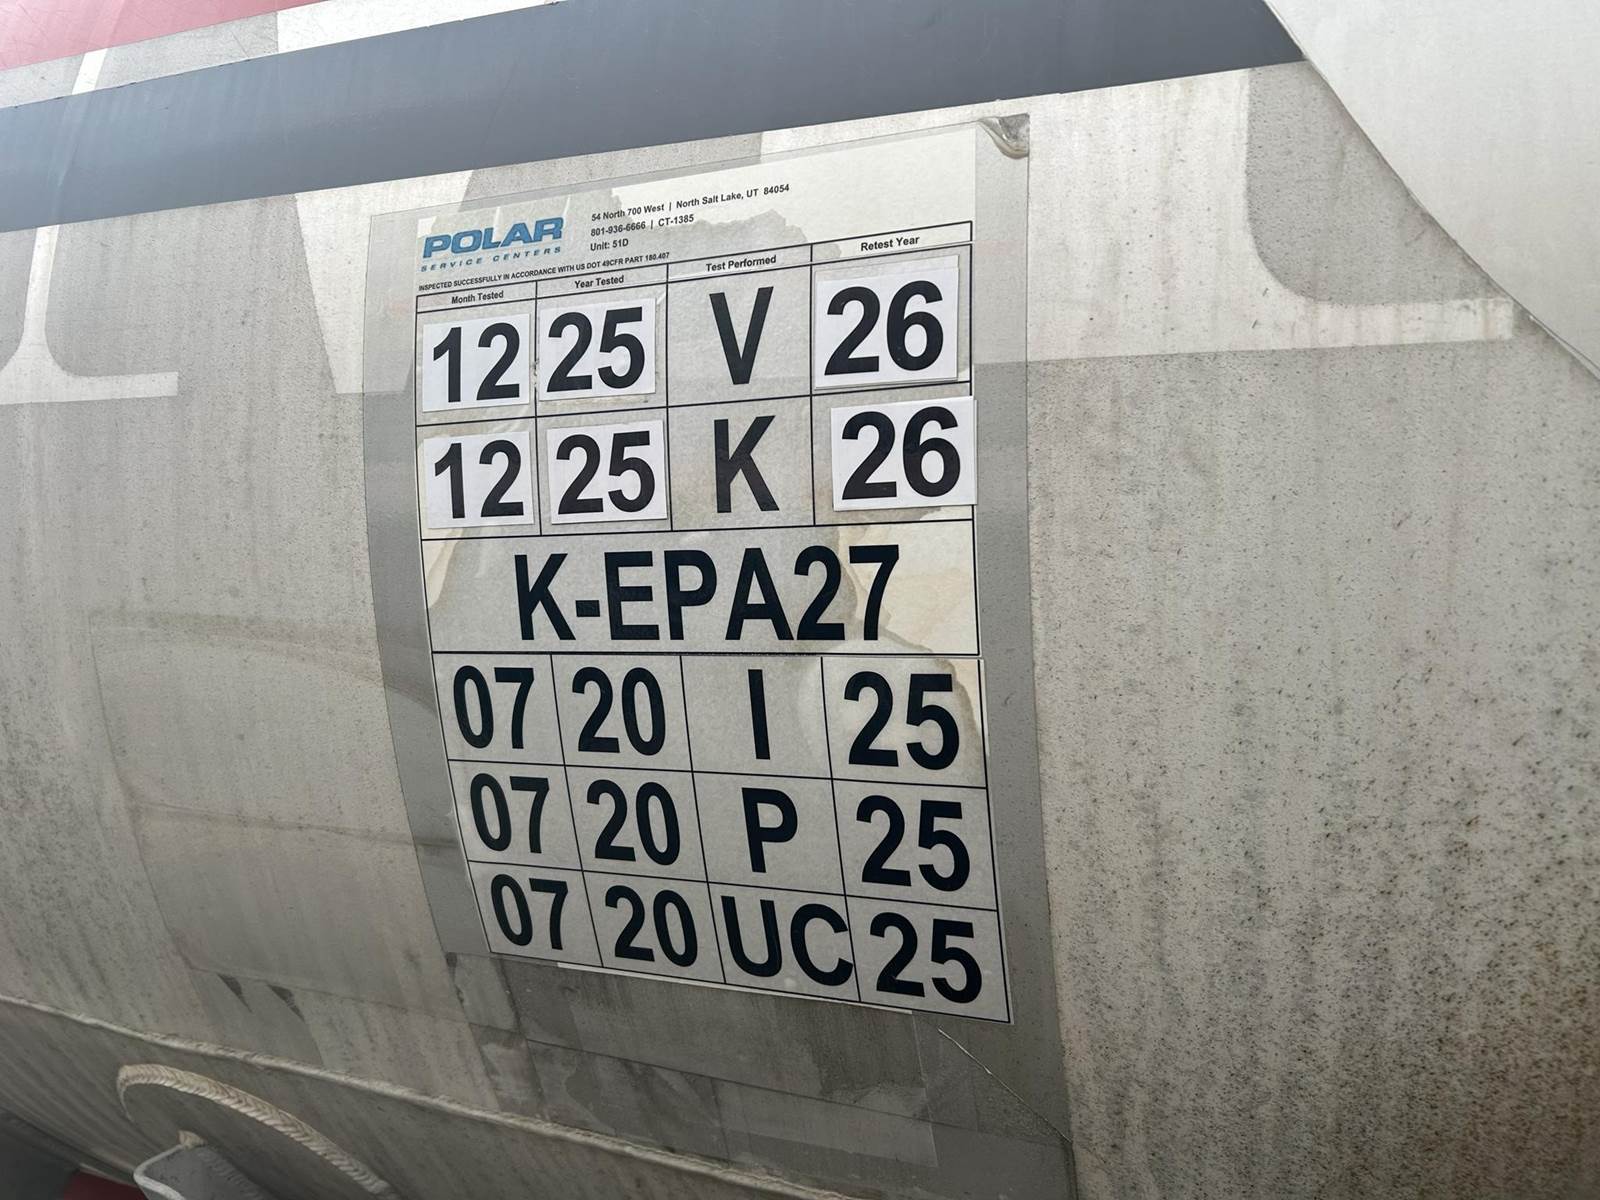 POLAR
SERVICE CENTERS
54 North 700 West | North Salt Lake, UT 84054
801-936-6666 | CT-1385
Unit: 51D
INSPECTED SUCCESSFULLY IN ACCORDANCE WITH US DOT 49CFR PART 180.407
Month Tested Year Tested Test Performed Retest Year
12 25 V 26
12 25 K 26
K-EPA27
07 20 I 25
07 20 P 25
07 20 UC 25